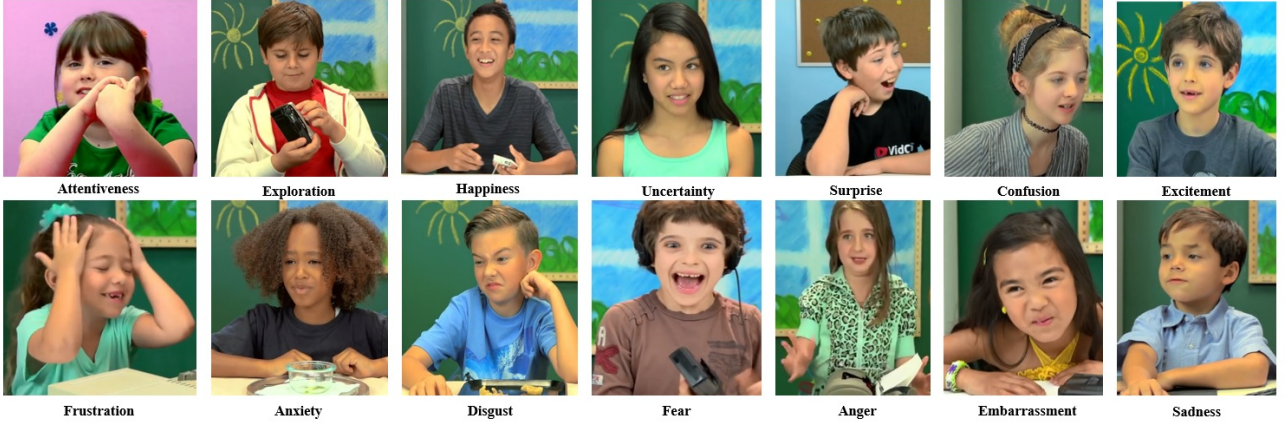 Attentiveness
Exploration
Happiness
Uncertainty
Surprise
Confusion
Excitement
Frustration
Anxiety
Disgust
Fear
Anger
Embarrassment
Sadness